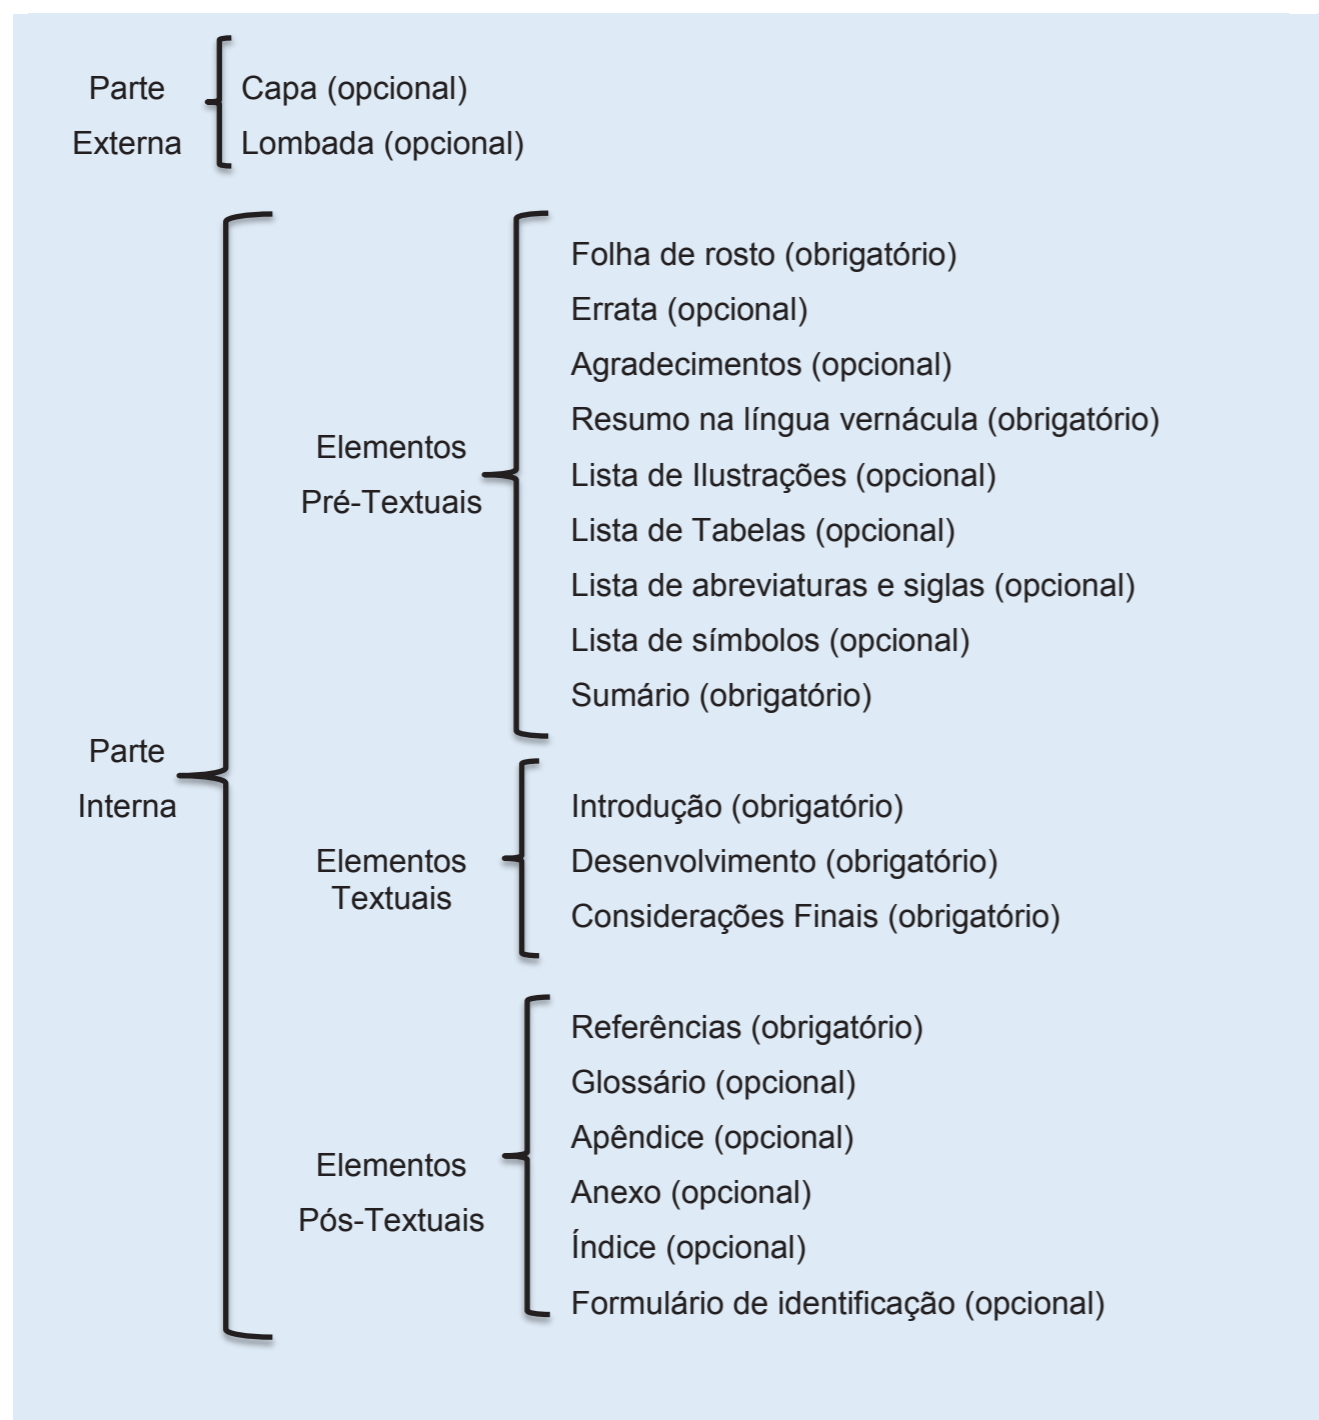 Parte
Externa
Capa (opcional)
Lombada (opcional)
Parte
Interna
Elementos
Pré-Textuais
Folha de rosto (obrigatório)
Errata (opcional)
Agradecimentos (opcional)
Resumo na língua vernácula (obrigatório)
Lista de Ilustrações (opcional)
Lista de Tabelas (opcional)
Lista de abreviaturas e siglas (opcional)
Lista de símbolos (opcional)
Sumário (obrigatório)
Elementos
Textuais
Introdução (obrigatório)
Desenvolvimento (obrigatório)
Considerações Finais (obrigatório)
Elementos
Pós-Textuais
Referências (obrigatório)
Glossário (opcional)
Apêndice (opcional)
Anexo (opcional)
Índice (opcional)
Formulário de identificação (opcional)